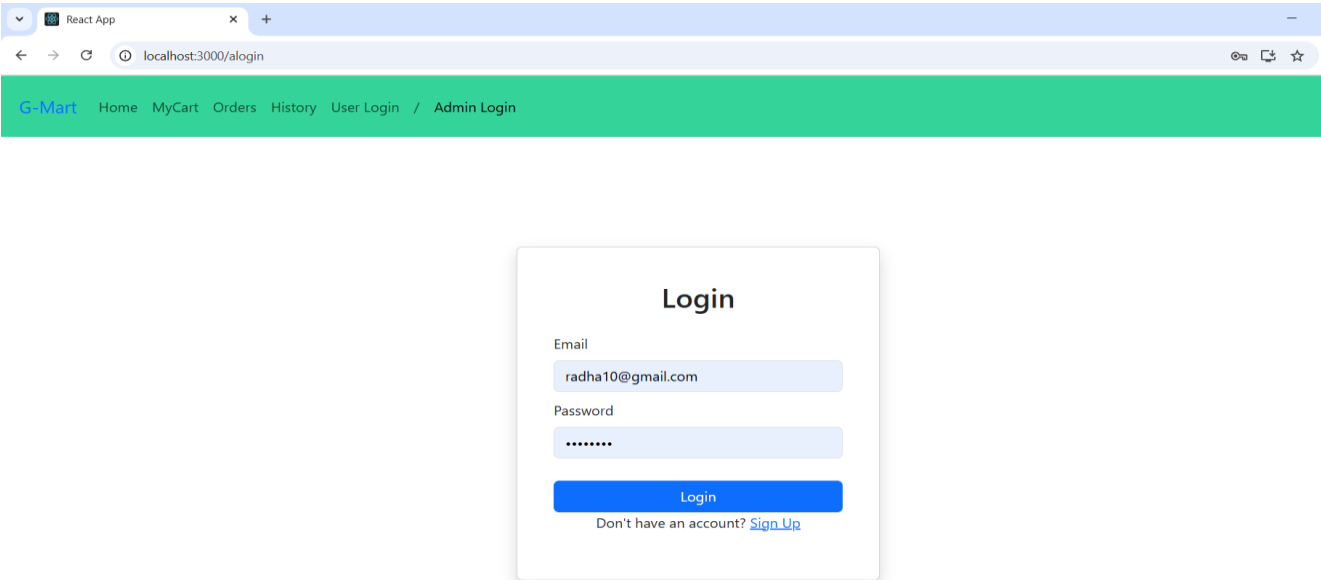 React App
localhost:3000/alogin
G-Mart Home MyCart Orders History User Login / Admin Login
Login
Email
radha10@gmail.com
Password
••••••••
Login
Don't have an account? Sign Up